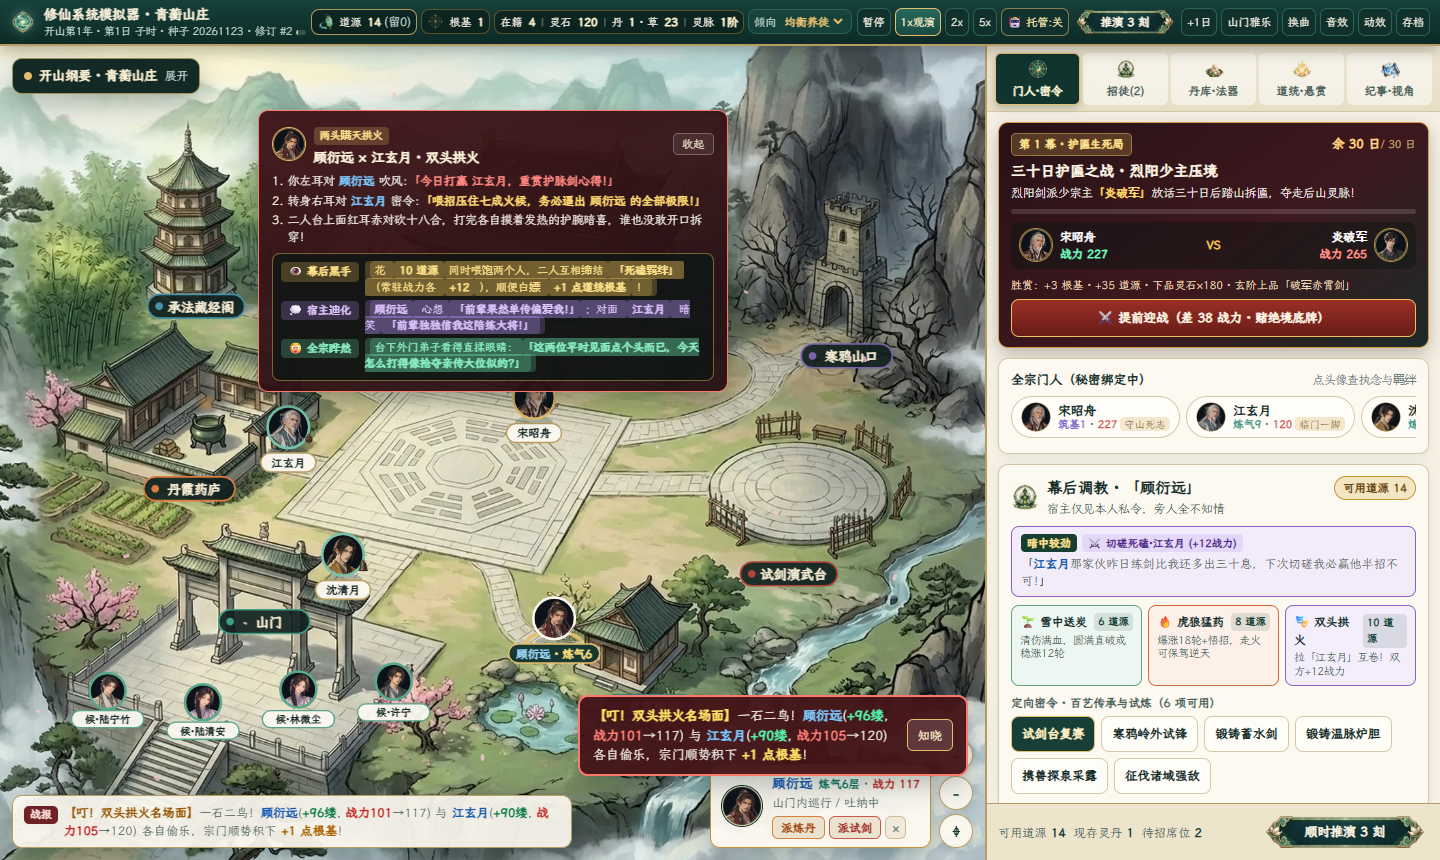 修仙系统模拟器·青蘅山庄
开山第1年·第1日 子时·种子 20261123·修订 #2
道源 14 (留0)
根基 1
在籍 4 | 灵石 120 | 丹 1·草 23 | 灵脉 1阶
倾向 均衡养徒
暂停
1x观演
2x
5x
托管:关
推演 3 刻
+1日
山门雅乐
换曲
音效
动效
存档
开山纲要·青蘅山庄 展开
两头瞒天拱火
顾衍远 x 江玄月·双头拱火
收起
1. 你左耳对 顾衍远 吹风:「今日打赢 江玄月，重赏护脉剑心得!」
2. 转身右耳对 江玄月 密令:「喂招压住七成火候，务必逼出 顾衍远 的全部极限!」
3. 二人台上面红耳赤对砍十八合，打完各自摸着发热的护腕暗喜，谁也没敢开口拆
穿!
幕后黑手
花 10 道源 同时喂饱两个人，二人互相缔结 「死磕羁绊」
(常驻战力各 +12 )，顺便白嫖 +1 点道统根基 !
宿主迪化
顾衍远 心想 「前辈果然单传偏爱我!」; 对面 江玄月 暗
笑 「前辈独独信我这陪练大将!」
全宗哗然
台下外门弟子看得直揉眼睛: 「这两位平时见面点个头而已，今天
怎么打得像抢夺亲传大位似的?」
承法藏经阁
寒鸦山口
宋昭舟
江玄月
丹霞药庐
沈清月
试剑演武台
山门
顾衍远·炼气6
候·陆宁竹
候·陆清安
候·林微尘
候·许宁
【叮! 双头拱火名场面】一石二鸟! 顾衍远(+96缕,
战力101→117) 与 江玄月(+90缕, 战力105→120)
各自偷乐，宗门顺势积下 +1 点根基!
知晓
战报
【叮! 双头拱火名场面】一石二鸟! 顾衍远(+96缕, 战力101→117) 与 江玄月(+90缕, 战
力105→120) 各自偷乐，宗门顺势积下 +1 点根基!
顾衍远 炼气6层·战力 117
山门内巡行 / 吐纳中
派炼丹
派试剑
×
-
门人·密令
招徒(2)
丹库·法器
道统·悬赏
纪事·视角
第 1 幕·护匾生死局
余 30 日/ 30 日
三十日护匾之战·烈阳少主压境
烈阳剑派少宗主「炎破军」放话三十日后踏山拆匾，夺走后山灵脉!
宋昭舟
战力 227
VS
炎破军
战力 265
胜赏: +3 根基·+35 道源·下品灵石×180·玄阶上品「破军赤霄剑」
提前迎战 (差 38 战力·赌绝境底牌)
全宗门人 (秘密绑定中)
点头像查执念与羁绊
宋昭舟
筑基1·227 守山死志
江玄月
炼气9·120 临门一脚
幕后调教·「顾衍远」
宿主仅见本人私令，旁人全不知情
可用道源 14
暗中较劲
切磋死磕·江玄月 (+12战力)
「江玄月那家伙昨日练剑比我还多出三十息，下次切磋我必赢他半招不
可!」
雪中送炭 6 道源
清伤满血，圆满直破或
稳涨12轮
虎狼猛药 8 道源
爆涨18轮+悟招，走火
可保骂逆天
双头拱
火
10 道
源
拉「江玄月」互卷! 双
方+12战力
定向密令·百艺传承与试炼 (6 项可用)
试剑台复赛
寒鸦岭外试锋
锻铸蓄水剑
锻铸温脉炉胆
携兽探泉采露
征伐诸域强敌
可用道源 14 现存灵丹 1 待招席位 2
顺时推演 3 刻